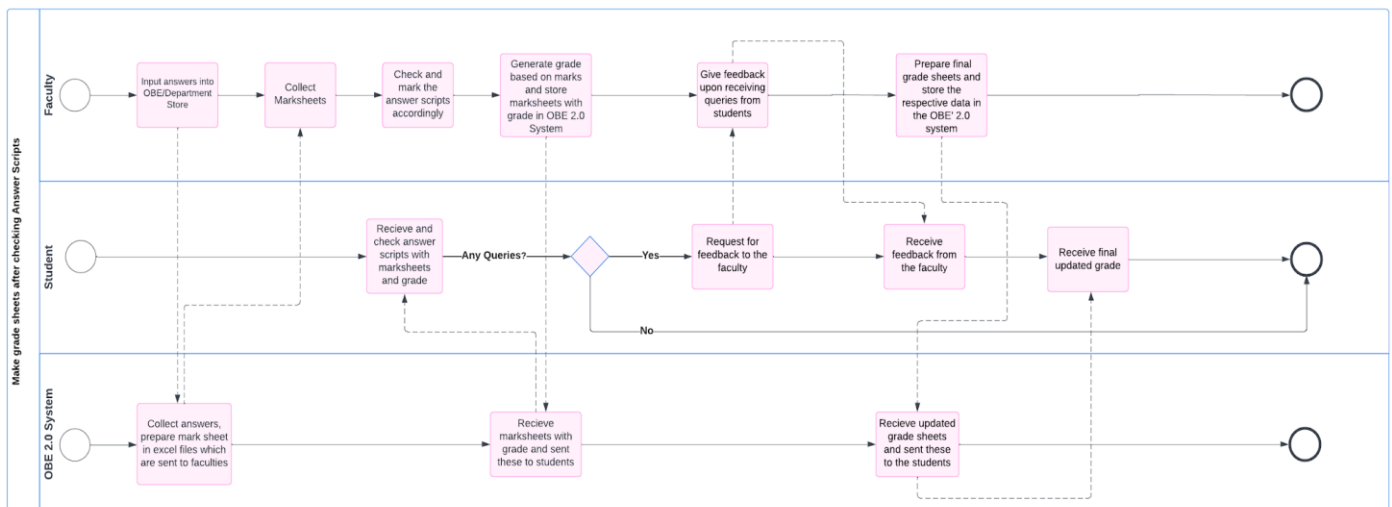 Make grade sheets after checking Answer Scripts
Faculty
Input answers into
OBE/Department
Store
Collect
Marksheets
Check and
mark the
answer scripts
accordingly
Generate grade
based on marks
and store
marksheets with
grade in OBE 2.0
System
Give feedback
upon receiving
queries from
students
Prepare final
grade sheets and
store the
respective data in
the OBE' 2.0
system
Student
Recieve and
check answer
scripts with
marksheets
and grade
Any Queries?
Yes
No
Request for
feedback to the
faculty
Receive
feedback from
the faculty
Receive final
updated grade
OBE 2.0 System
Collect answers,
prepare mark sheet
in excel files which
are sent to faculties
Recieve
marksheets with
grade and sent
these to students
Recieve updated
grade sheets
and sent these
to the students